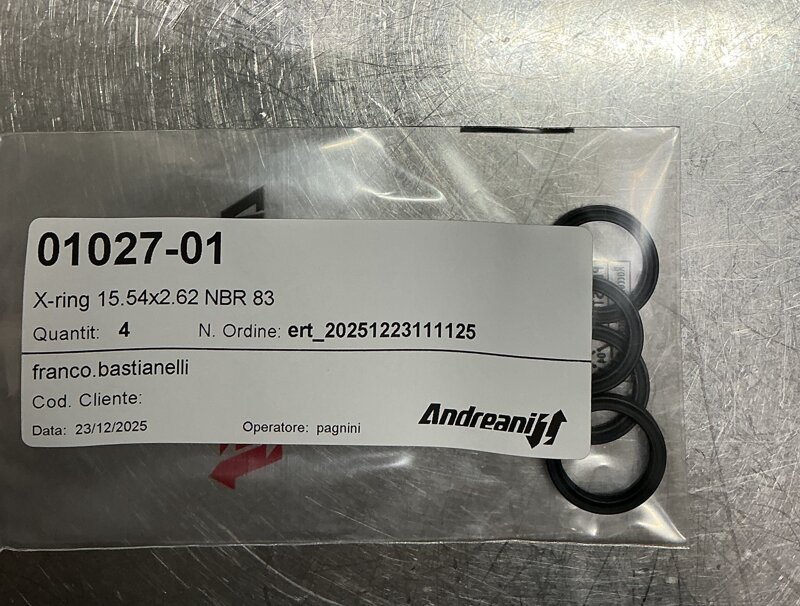 01027-01
X-ring 15.54x2.62 NBR 83
Quantit: 4 N. Ordine: ert_20251223111125
franco.bastianelli
Cod. Cliente:
Andreani
Data: 23/12/2025 Operatore: pagnini